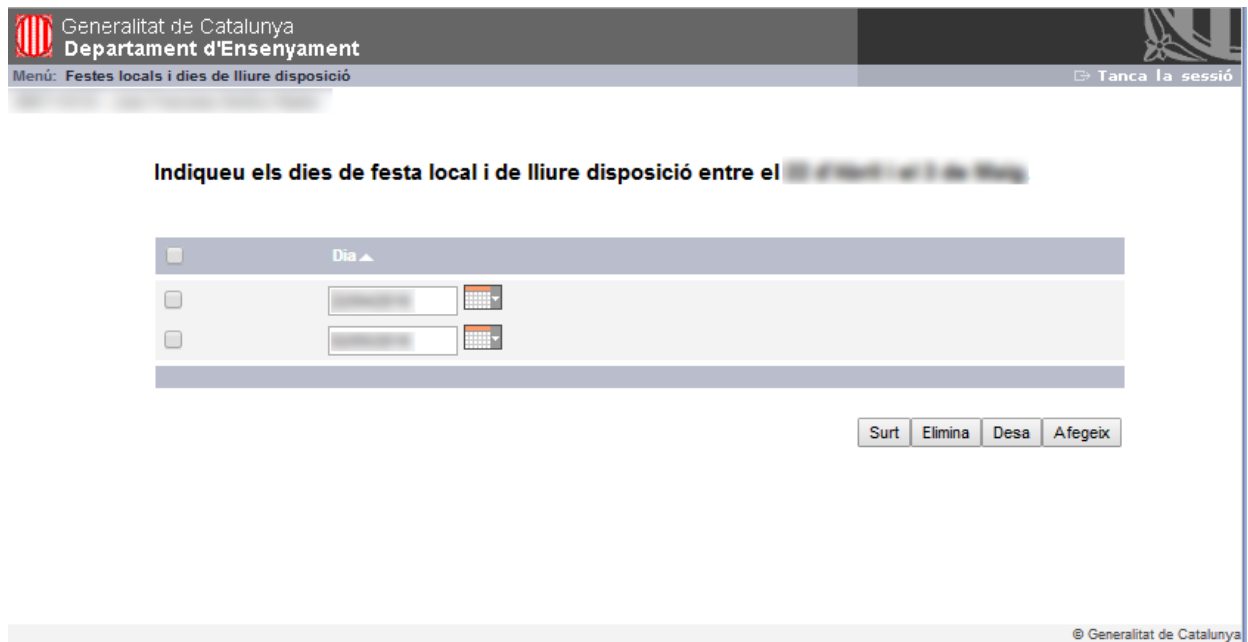 Generalitat de Catalunya
Departament d'Ensenyament
Menú: Festes locals i dies de lliure disposició
Tanca la sessió
Indiqueu els dies de festa local i de lliure disposició entre el
Dia
Surt Elimina Desa Afegeix
© Generalitat de Catalunya